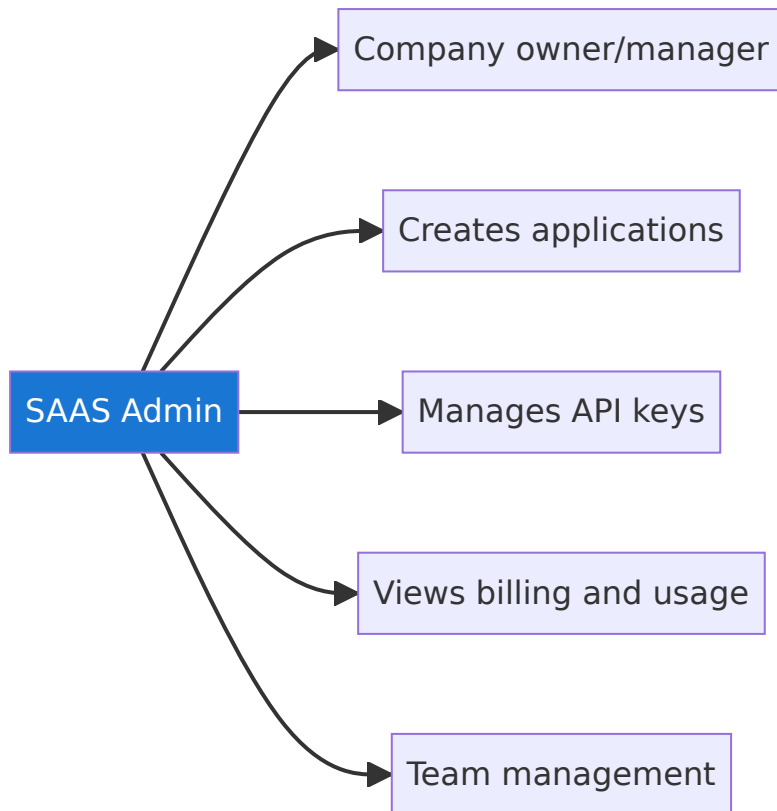 Company owner/manager
Creates applications
SAAS Admin
Manages API keys
Views billing and usage
Team management